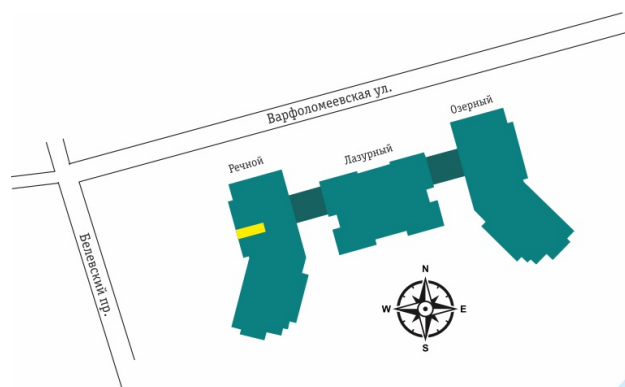 Варфоломеевская ул.
Озерный
Лазурный
Речной
Белевский пр.
N
W E
S